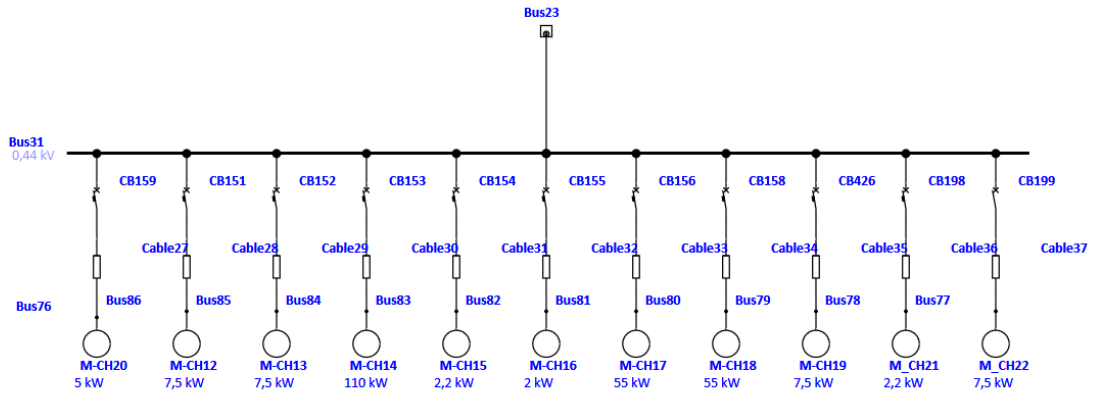 Bus23
Bus31
0,44 kV
CB159 CB151 CB152 CB153 CB154 CB155 CB156 CB158 CB426 CB198 CB199
Cable27 Cable28 Cable29 Cable30 Cable31 Cable32 Cable33 Cable34 Cable35 Cable36 Cable37
Bus76 Bus86 Bus85 Bus84 Bus83 Bus82 Bus81 Bus80 Bus79 Bus78 Bus77
M-CH20 M-CH12 M-CH13 M-CH14 M-CH15 M-CH16 M-CH17 M-CH18 M-CH19 M_CH21 M_CH22
5 kW 7,5 kW 7,5 kW 110 kW 2,2 kW 2 kW 55 kW 55 kW 7,5 kW 2,2 kW 7,5 kW